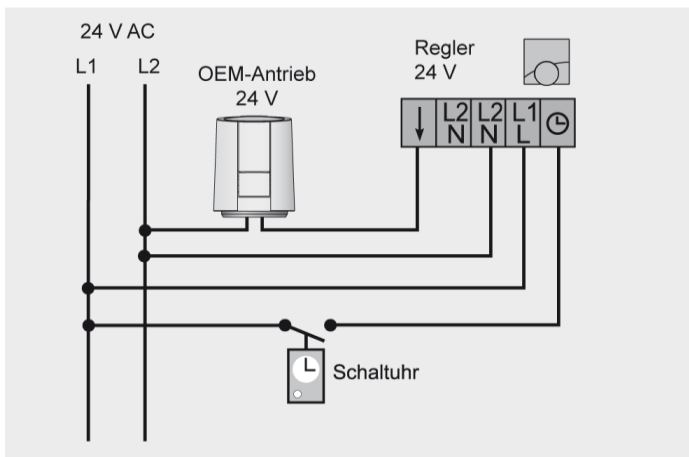 24 V AC
L1 L2
OEM-Antrieb
24 V
Regler
24 V
L2 L2 L1
N N L
Schaltuhr